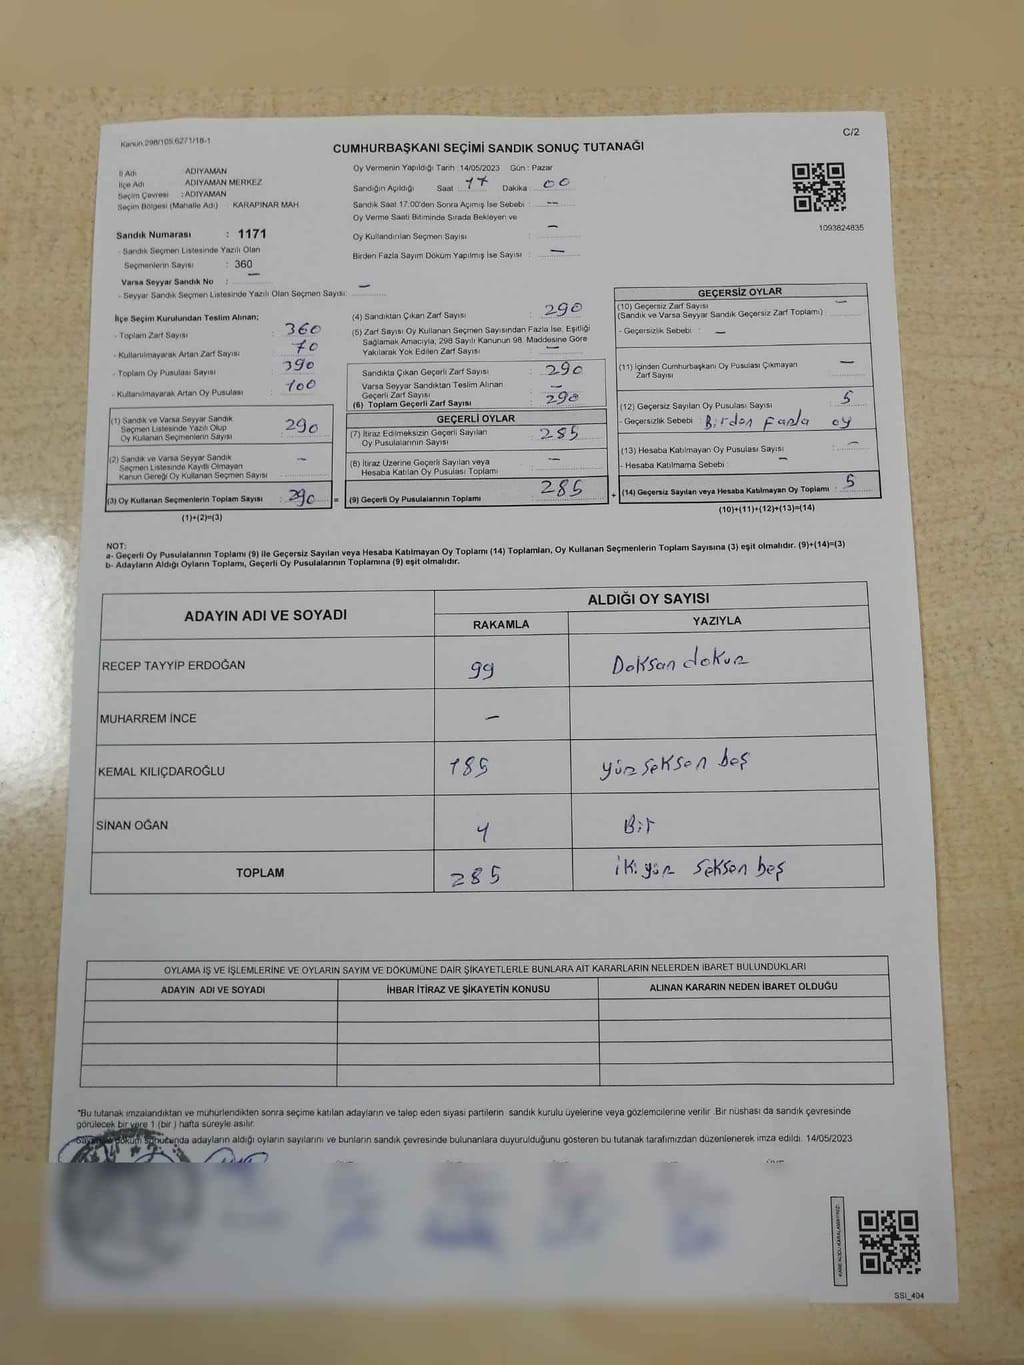 Kanun.298/105,6271/18-1
C/2
CUMHURBAŞKANI SEÇİMİ SANDIK SONUÇ TUTANAĞI
İl Adı ADIYAMAN
İlçe Adı ADIYAMAN MERKEZ
Seçim Çevresi : ADIYAMAN
Seçim Bölgesi (Mahalle Adı) : KARAPINAR MAH.
Sandık Numarası : 1171
- Sandık Seçmen Listesinde Yazılı Olan
Seçmenlerin Sayısı : 360
Varsa Seyyar Sandık No : —
- Seyyar Sandık Seçmen Listesinde Yazılı Olan Seçmen Sayısı: —
Oy Vermenin Yapıldığı Tarih :14/05/2023 Gün : Pazar
Sandığın Açıldığı Saat 17 Dakika 00
Sandık Saat 17:00'den Sonra Açımış İse Sebebi : —
Oy Verme Saati Bitiminde Sırada Bekleyen ve
Oy Kullandırılan Seçmen Sayısı : —
Birden Fazla Sayım Döküm Yapılmış İse Sayısı : —
1093824835
İlçe Seçim Kurulundan Teslim Alınan;
- Toplam Zarf Sayısı : 360
- Kullanılmayarak Artan Zarf Sayısı : 70
- Toplam Oy Pusulası Sayısı : 390
- Kullanılmayarak Artan Oy Pusulası : 100
(1) Sandık ve Varsa Seyyar Sandık
Seçmen Listesinde Yazılı Olup
Oy Kullanan Seçmenlerin Sayısı : 290
(2) Sandık ve Varsa Seyyar Sandık
Seçmen Listesinde Kayıtlı Olmayan
Kanun Gereği Oy Kullanan Seçmen Sayısı : —
(3) Oy Kullanan Seçmenlerin Toplam Sayısı : 290
(1)+(2)=(3)
(4) Sandıktan Çıkan Zarf Sayısı : 290
(5) Zarf Sayısı Oy Kullanan Seçmen Sayısından Fazla İse, Eşitliği
Sağlamak Amacıyla, 298 Sayılı Kanunun 98. Maddesine Göre
Yakılarak Yok Edilen Zarf Sayısı : —
Sandıkta Çıkan Geçerli Zarf Sayısı : 290
Varsa Seyyar Sandıktan Teslim Alınan
Geçerli Zarf Sayısı : —
(6) Toplam Geçerli Zarf Sayısı : 290
GEÇERLİ OYLAR
(7) İtiraz Edilmeksizin Geçerli Sayılan
Oy Pusulalarının Sayısı : 285
(8) İtiraz Üzerine Geçerli Sayılan veya
Hesaba Katılan Oy Pusulası Toplamı : —
= (9) Geçerli Oy Pusulalarının Toplamı : 285
GEÇERSİZ OYLAR
(10) Geçersiz Zarf Sayısı : —
(Sandık ve Varsa Seyyar Sandık Geçersiz Zarf Toplamı)
- Geçersizlik Sebebi : —
(11) İçinden Cumhurbaşkanı Oy Pusulası Çıkmayan
Zarf Sayısı : —
(12) Geçersiz Sayılan Oy Pusulası Sayısı : 5
- Geçersizlik Sebebi : Birden Fazla oy
(13) Hesaba Katılmayan Oy Pusulası Sayısı : —
- Hesaba Katılmama Sebebi : —
+ (14) Geçersiz Sayılan veya Hesaba Katılmayan Oy Toplamı : 5
(10)+(11)+(12)+(13)=(14)
NOT:
a- Geçerli Oy Pusulalarının Toplamı (9) ile Geçersiz Sayılan veya Hesaba Katılmayan Oy Toplamı (14) Toplamları, Oy Kullanan Seçmenlerin Toplam Sayısına (3) eşit olmalıdır. (9)+(14)=(3)
b- Adayların Aldığı Oyların Toplamı, Geçerli Oy Pusulalarının Toplamına (9) eşit olmalıdır.
ADAYIN ADI VE SOYADI ALDIĞI OY SAYISI
RAKAMLA YAZIYLA
RECEP TAYYİP ERDOĞAN 99 Doksan dokuz
MUHARREM İNCE —
KEMAL KILIÇDAROĞLU 185 yüz seksen beş
SİNAN OĞAN 1 Bir
TOPLAM 285 iki yüz seksen beş
OYLAMA İŞ VE İŞLEMLERİNE VE OYLARIN SAYIM VE DÖKÜMÜNE DAİR ŞİKAYETLERLE BUNLARA AİT KARARLARIN NELERDEN İBARET BULUNDUKLARI
ADAYIN ADI VE SOYADI İHBAR İTİRAZ VE ŞİKAYETİN KONUSU ALINAN KARARIN NEDEN İBARET OLDUĞU
*Bu tutanak imzalandıktan ve mühürlendikten sonra seçime katılan adayların ve talep eden siyasi partilerin sandık kurulu üyelerine veya gözlemcilerine verilir. Bir nüshası da sandık çevresinde
görülecek bir yere 1 (bir ) hafta süreyle asılır.
döküm sonucunda adayların aldığı oyların sayılarını ve bunların sandık çevresinde bulunanlara duyurulduğunu gösteren bu tutanak tarafımızdan düzenlenerek imza edildi. 14/05/2023
KARE KODU KARALAMAYINIZ!
SSI_404